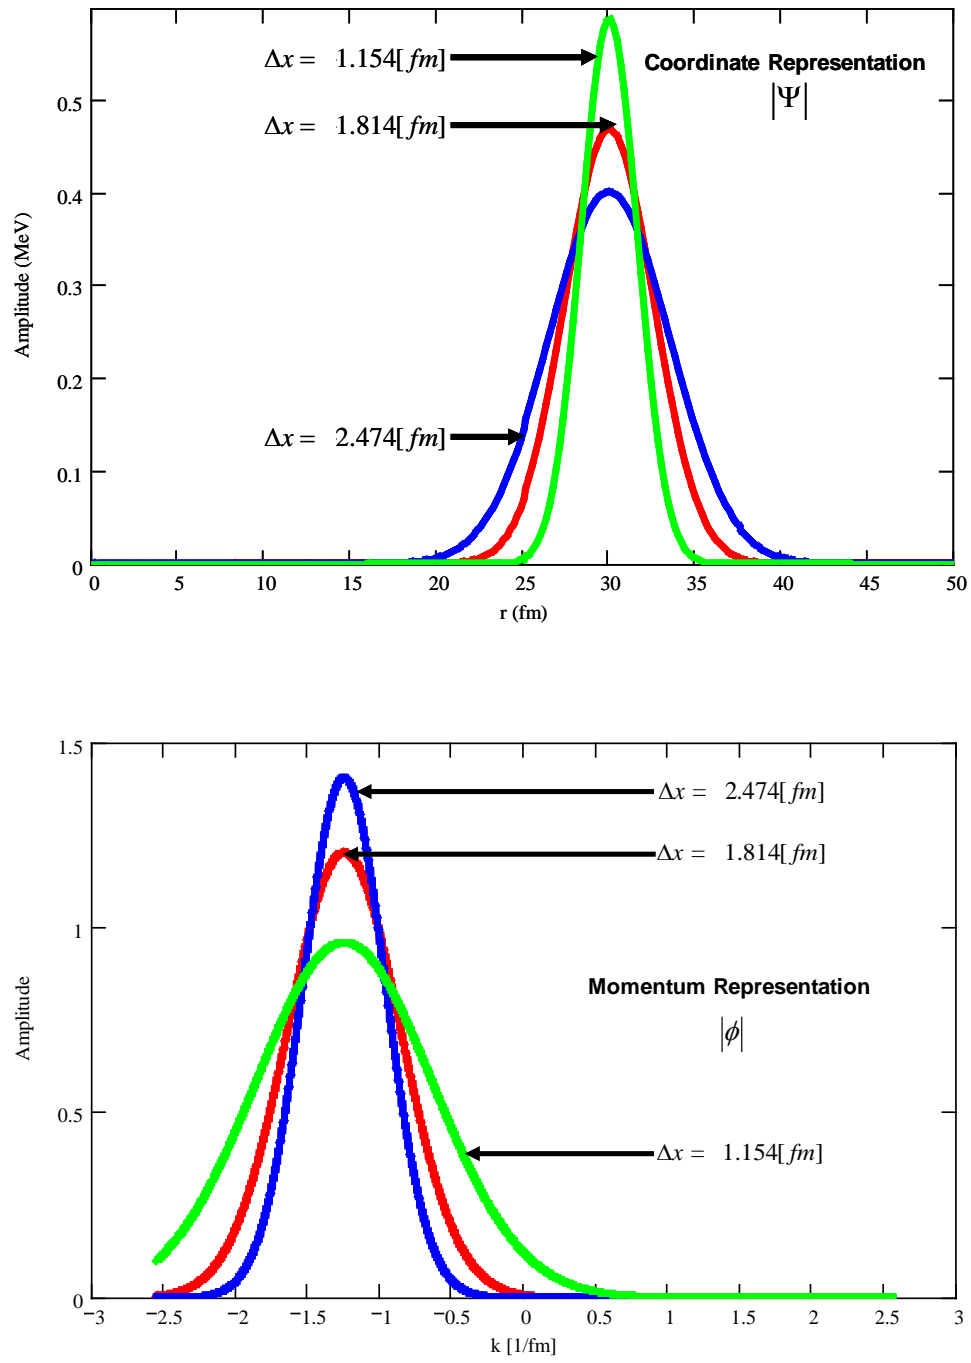 Δx = 1.154[fm]
Coordinate Representation
|Ψ|
Δx = 1.814[fm]
Δx = 2.474[fm]
Amplitude (MeV)
0.5
0.4
0.3
0.2
0.1
0
0 5 10 15 20 25 30 35 40 45 50
r (fm)
1.5
1
0.5
0
Δx = 2.474[fm]
Δx = 1.814[fm]
Amplitude
Momentum Representation
|ϕ|
Δx = 1.154[fm]
−3 −2.5 −2 −1.5 −1 −0.5 0 0.5 1 1.5 2 2.5 3
k [1/fm]